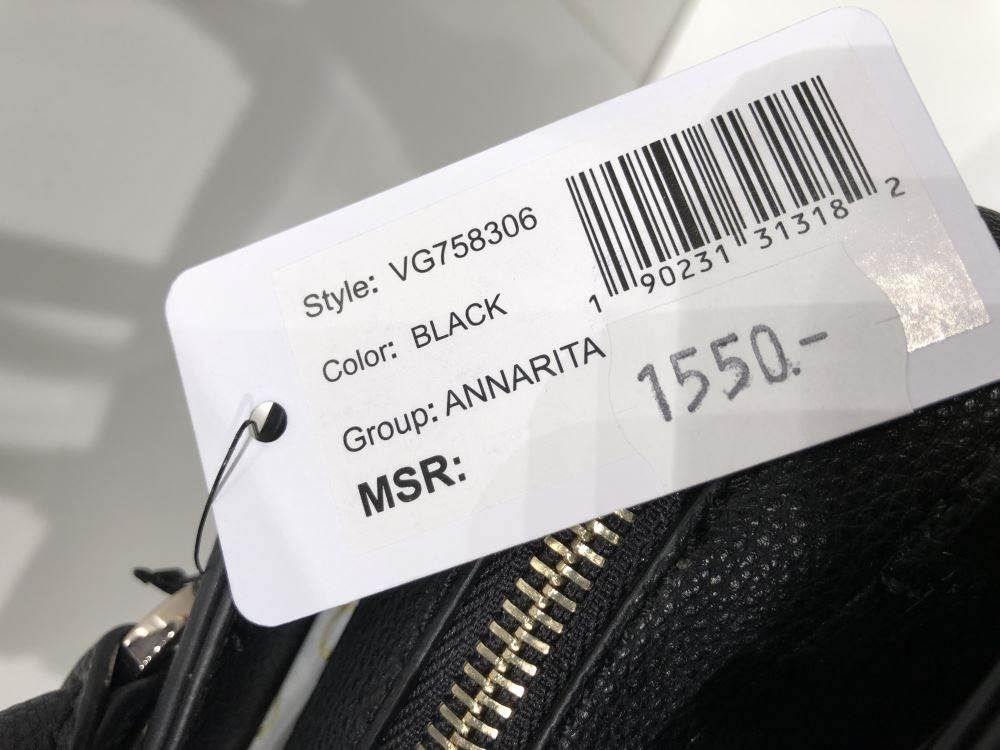 Style: VG758306
Color: BLACK
Group: ANNARITA
MSR:
1 90231 31318 2
1550.-